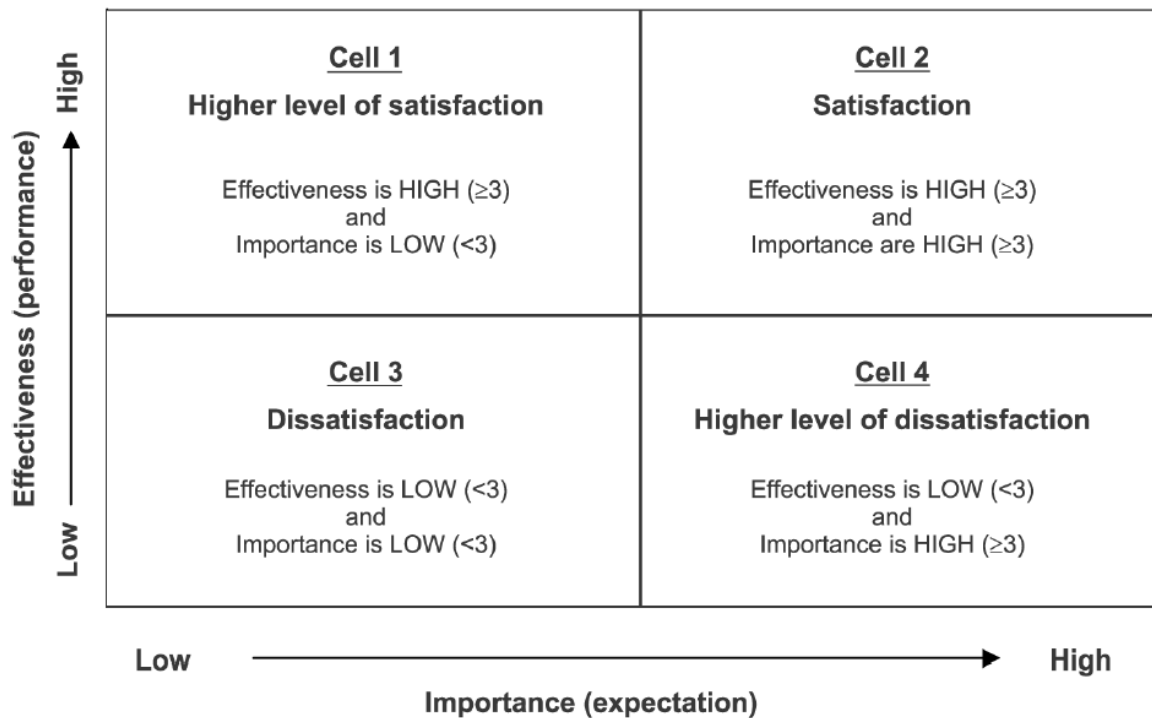 Effectiveness (performance)
High
Low
Cell 1
Higher level of satisfaction
Effectiveness is HIGH (≥3)
and
Importance is LOW (<3)
Cell 2
Satisfaction
Effectiveness is HIGH (≥3)
and
Importance are HIGH (≥3)
Cell 3
Dissatisfaction
Effectiveness is LOW (<3)
and
Importance is LOW (<3)
Cell 4
Higher level of dissatisfaction
Effectiveness is LOW (<3)
and
Importance is HIGH (≥3)
Low
High
Importance (expectation)